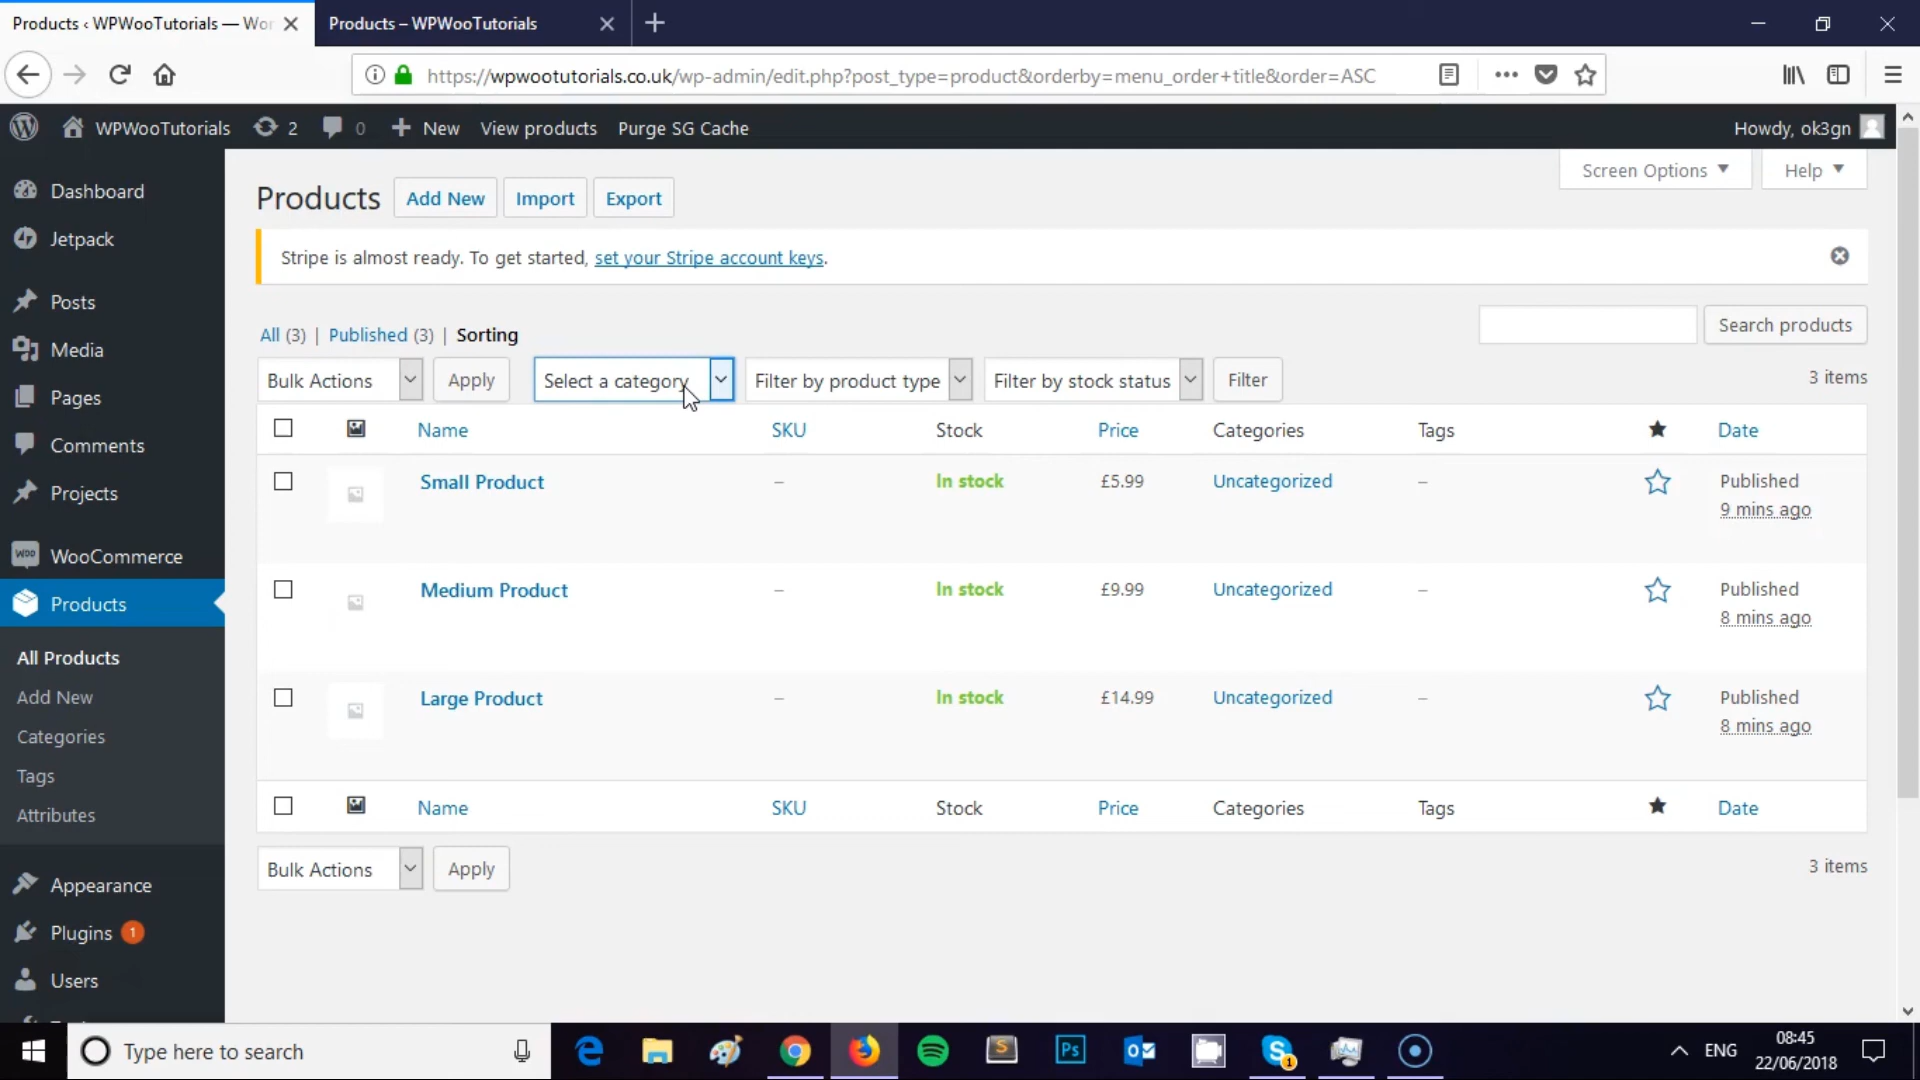 Products ‹ WPWooTutorials — Wor
Products – WPWooTutorials
https://wpwootutorials.co.uk/wp-admin/edit.php?post_type=product&orderby=menu_order+title&order=ASC
WPWooTutorials 2 0 New View products Purge SG Cache Howdy, ok3gn
Screen Options Help
Dashboard
Jetpack
Posts
Media
Pages
Comments
Projects
WOO WooCommerce
Products
All Products
Add New
Categories
Tags
Attributes
Appearance
Plugins 1
Users
Products Add New Import Export
Stripe is almost ready. To get started, set your Stripe account keys.
All (3) | Published (3) | Sorting
Search products
Bulk Actions Apply Select a category Filter by product type Filter by stock status Filter 3 items
Name SKU Stock Price Categories Tags Date
Small Product – In stock £5.99 Uncategorized – Published
9 mins ago
Medium Product – In stock £9.99 Uncategorized – Published
8 mins ago
Large Product – In stock £14.99 Uncategorized – Published
8 mins ago
Name SKU Stock Price Categories Tags Date
Bulk Actions Apply 3 items
Type here to search
S Ps 1
ENG
08:45
22/06/2018